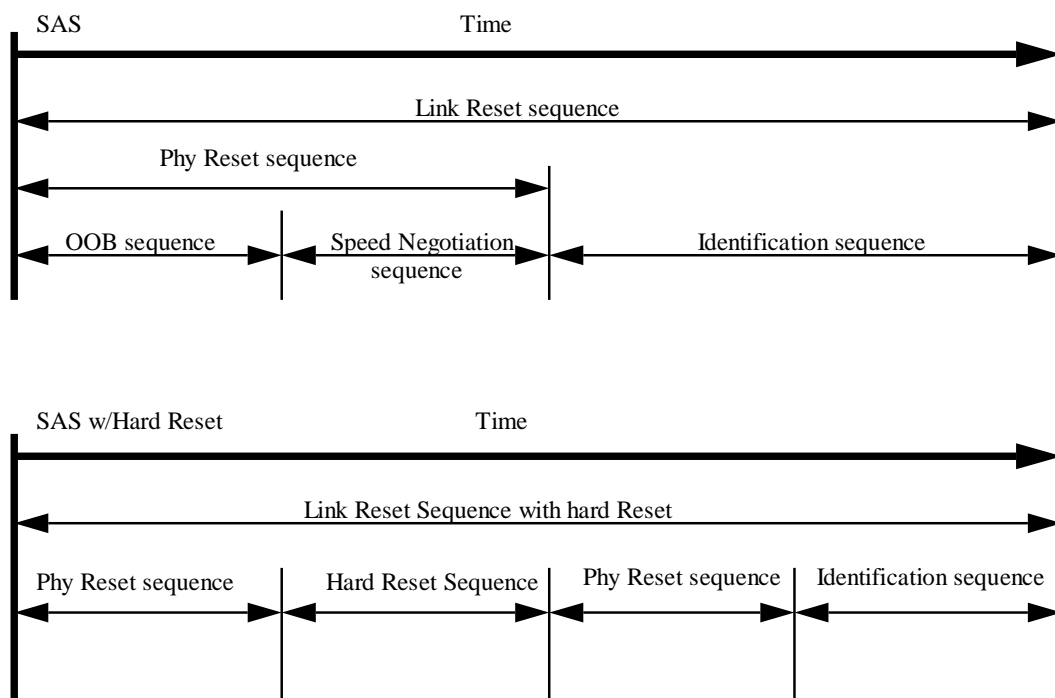 SAS
Time
Link Reset sequence
Phy Reset sequence
OOB sequence
Speed Negotiation
sequence
Identification sequence
SAS w/Hard Reset
Time
Link Reset Sequence with hard Reset
Phy Reset sequence
Hard Reset Sequence
Phy Reset sequence
Identification sequence